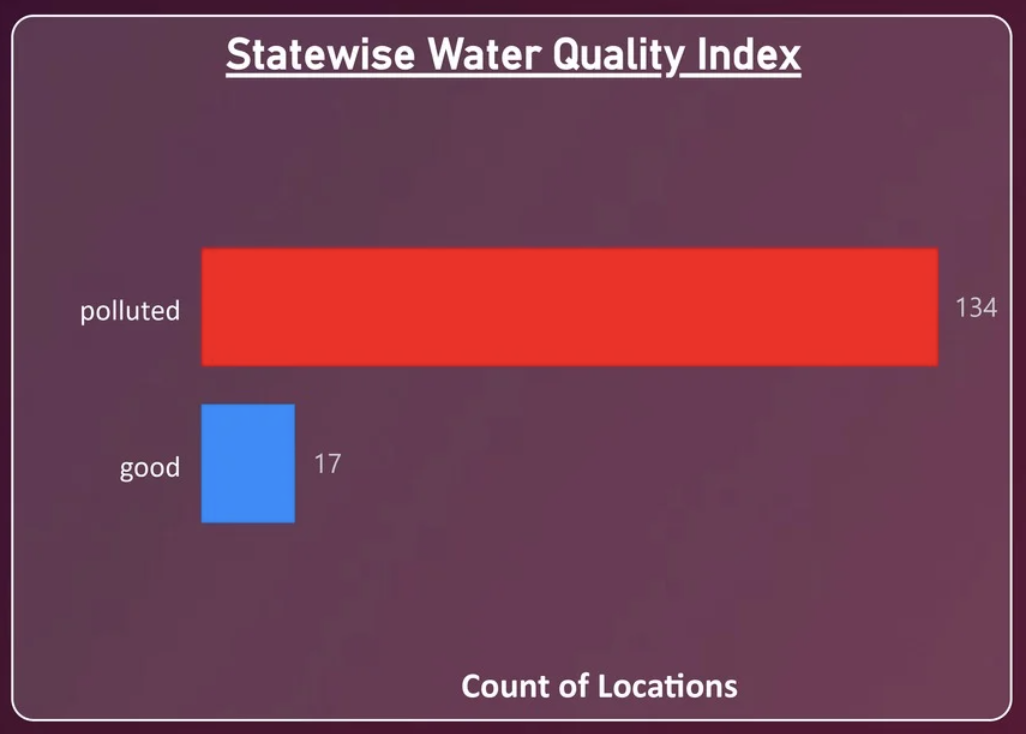 Statewise Water Quality Index
polluted
134
good
17
Count of Locations